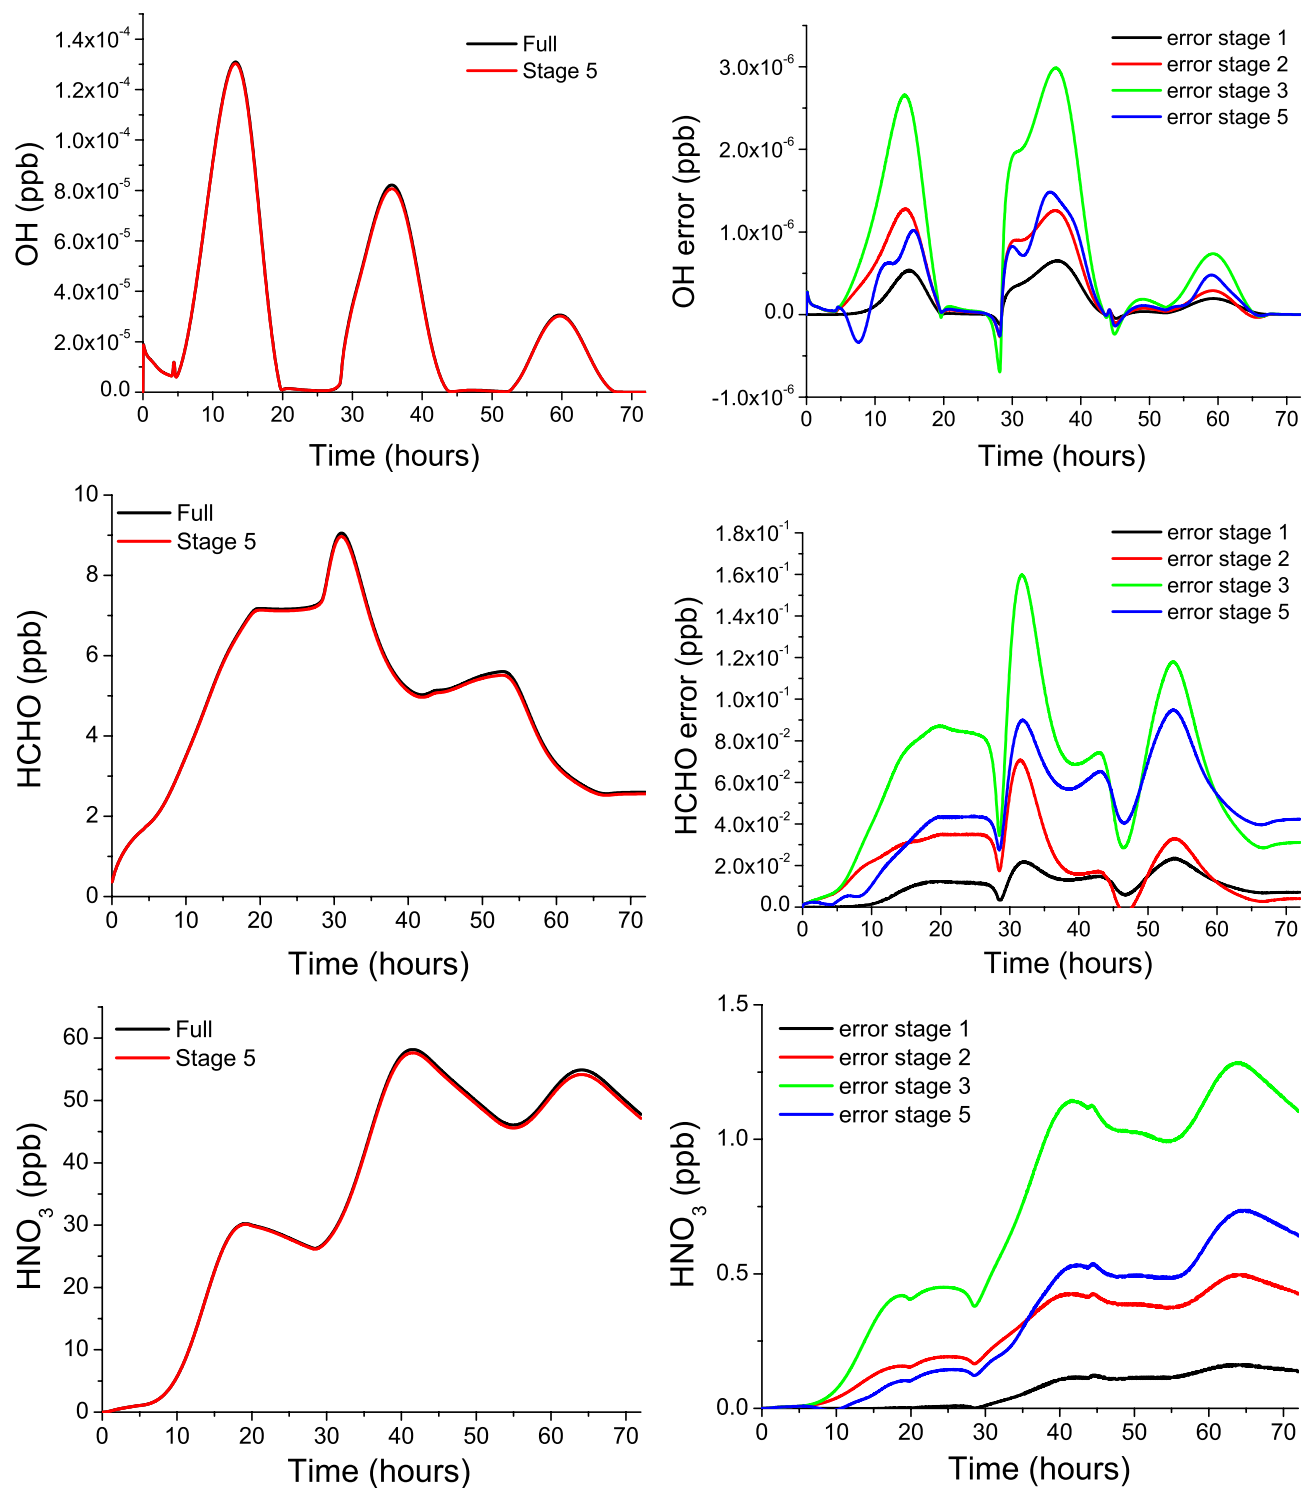 1.4x10⁻⁴
1.2x10⁻⁴
1.0x10⁻⁴
8.0x10⁻⁵
6.0x10⁻⁵
4.0x10⁻⁵
2.0x10⁻⁵
0.0
OH (ppb)
Full
Stage 5
0 10 20 30 40 50 60 70
Time (hours)
3.0x10⁻⁶
2.0x10⁻⁶
1.0x10⁻⁶
0.0
-1.0x10⁻⁶
OH error (ppb)
error stage 1
error stage 2
error stage 3
error stage 5
0 10 20 30 40 50 60 70
Time (hours)
10
8
6
4
2
0
HCHO (ppb)
Full
Stage 5
0 10 20 30 40 50 60 70
Time (hours)
1.8x10⁻¹
1.6x10⁻¹
1.4x10⁻¹
1.2x10⁻¹
1.0x10⁻¹
8.0x10⁻²
6.0x10⁻²
4.0x10⁻²
2.0x10⁻²
0.0
HCHO error (ppb)
error stage 1
error stage 2
error stage 3
error stage 5
0 10 20 30 40 50 60 70
Time (hours)
60
50
40
30
20
10
0
HNO₃ (ppb)
Full
Stage 5
0 10 20 30 40 50 60 70
Time (hours)
1.5
1.0
0.5
0.0
HNO₃ (ppb)
error stage 1
error stage 2
error stage 3
error stage 5
0 10 20 30 40 50 60 70
Time (hours)